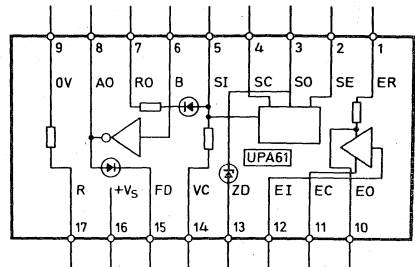 9 8 7 6 5 4 3 2 1
0V AO RO B SI SC SO SE ER
UPA61
R +Vs FD VC ZD EI EC EO
17 16 15 14 13 12 11 10